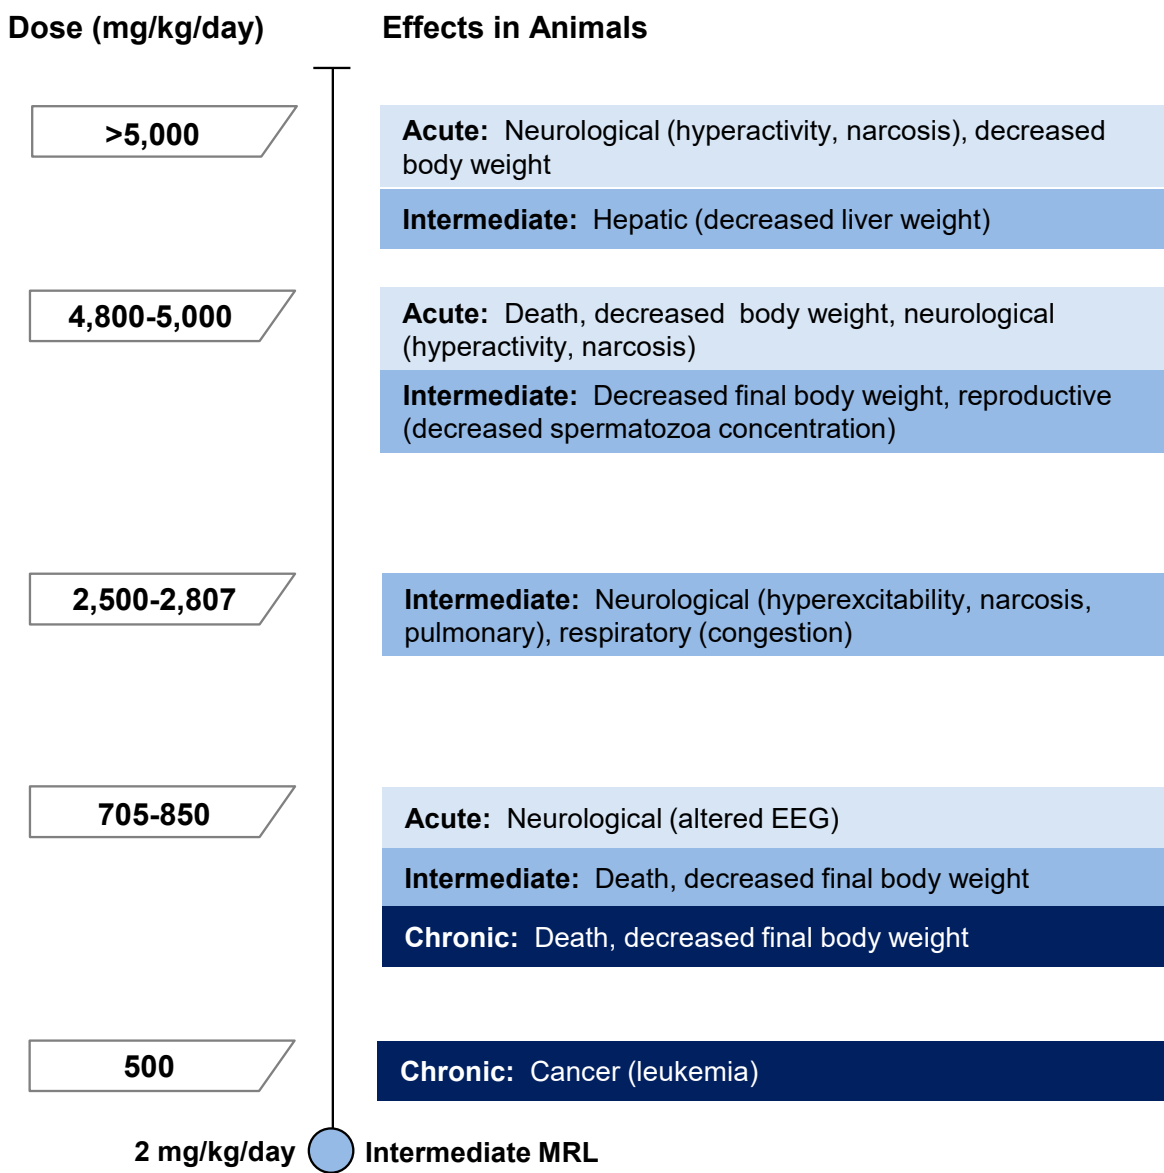 Dose (mg/kg/day) Effects in Animals
>5,000
Acute: Neurological (hyperactivity, narcosis), decreased
body weight
Intermediate: Hepatic (decreased liver weight)
4,800-5,000
Acute: Death, decreased body weight, neurological
(hyperactivity, narcosis)
Intermediate: Decreased final body weight, reproductive
(decreased spermatozoa concentration)
2,500-2,807
Intermediate: Neurological (hyperexcitability, narcosis,
pulmonary), respiratory (congestion)
705-850
Acute: Neurological (altered EEG)
Intermediate: Death, decreased final body weight
Chronic: Death, decreased final body weight
500
Chronic: Cancer (leukemia)
2 mg/kg/day Intermediate MRL